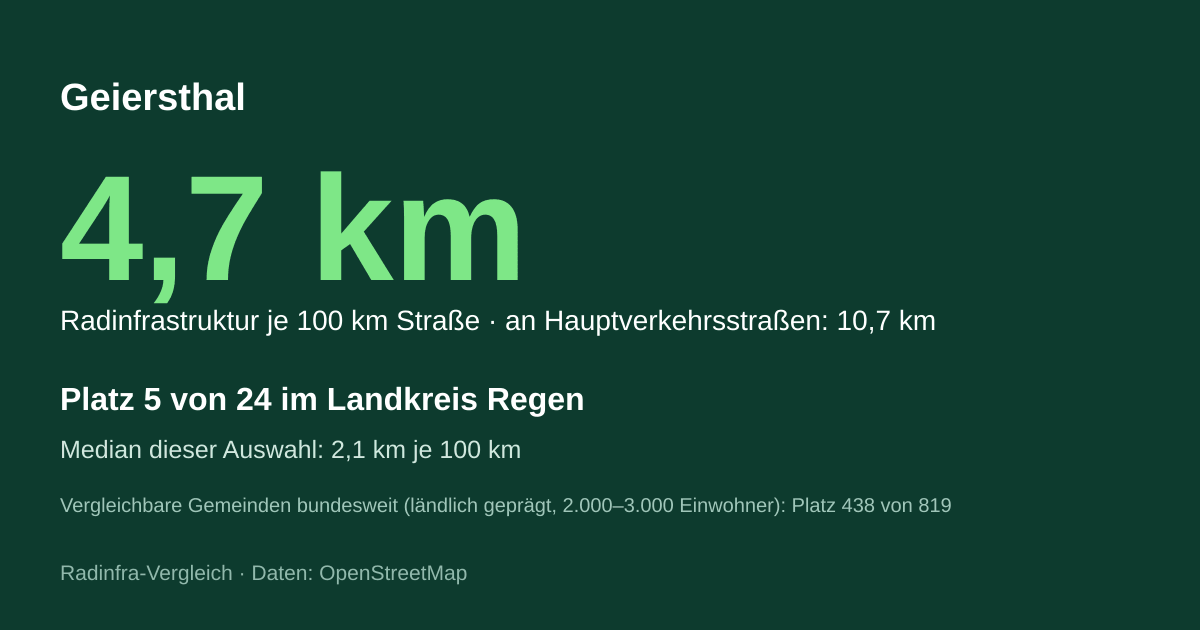 Geiersthal
4,7 km
Radinfrastruktur je 100 km Straße · an Hauptverkehrsstraßen: 10,7 km
Platz 5 von 24 im Landkreis Regen
Median dieser Auswahl: 2,1 km je 100 km
Vergleichbare Gemeinden bundesweit (ländlich geprägt, 2.000–3.000 Einwohner): Platz 438 von 819
Radinfra-Vergleich · Daten: OpenStreetMap